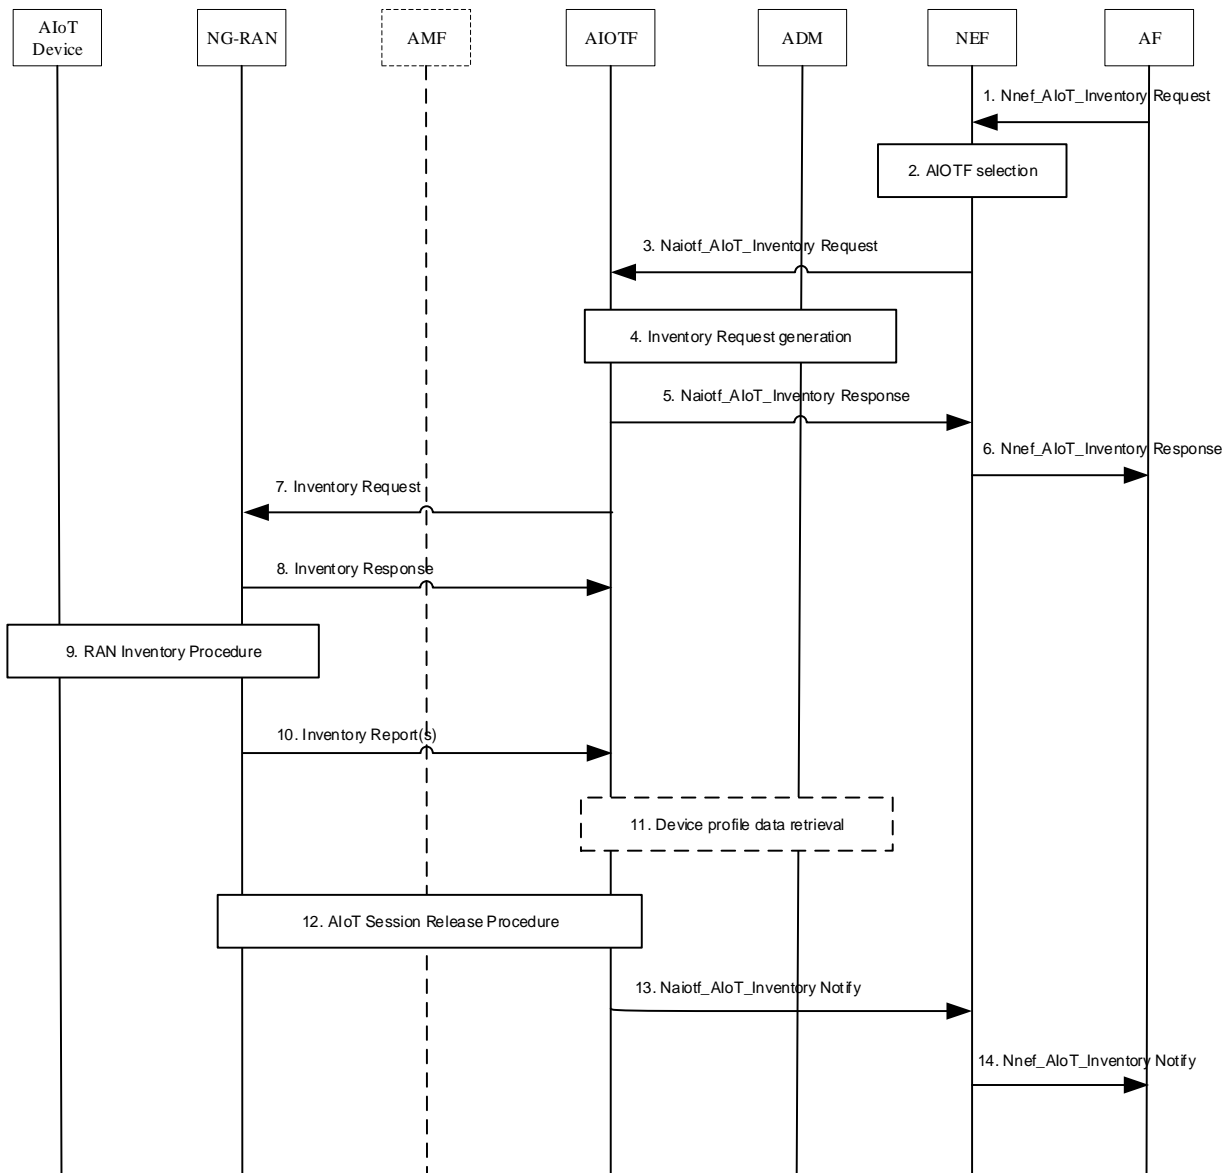 AIoT
Device
NG-RAN
AMF
AIOTF
ADM
NEF
AF
1. Nnef_AIoT_Inventory Request
2. AIOTF selection
3. Naiotf_AIoT_Inventory Request
4. Inventory Request generation
5. Naiotf_AIoT_Inventory Response
6. Nnef_AIoT_Inventory Response
7. Inventory Request
8. Inventory Response
9. RAN Inventory Procedure
10. Inventory Report(s)
11. Device profile data retrieval
12. AIoT Session Release Procedure
13. Naiotf_AIoT_Inventory Notify
14. Nnef_AIoT_Inventory Notify